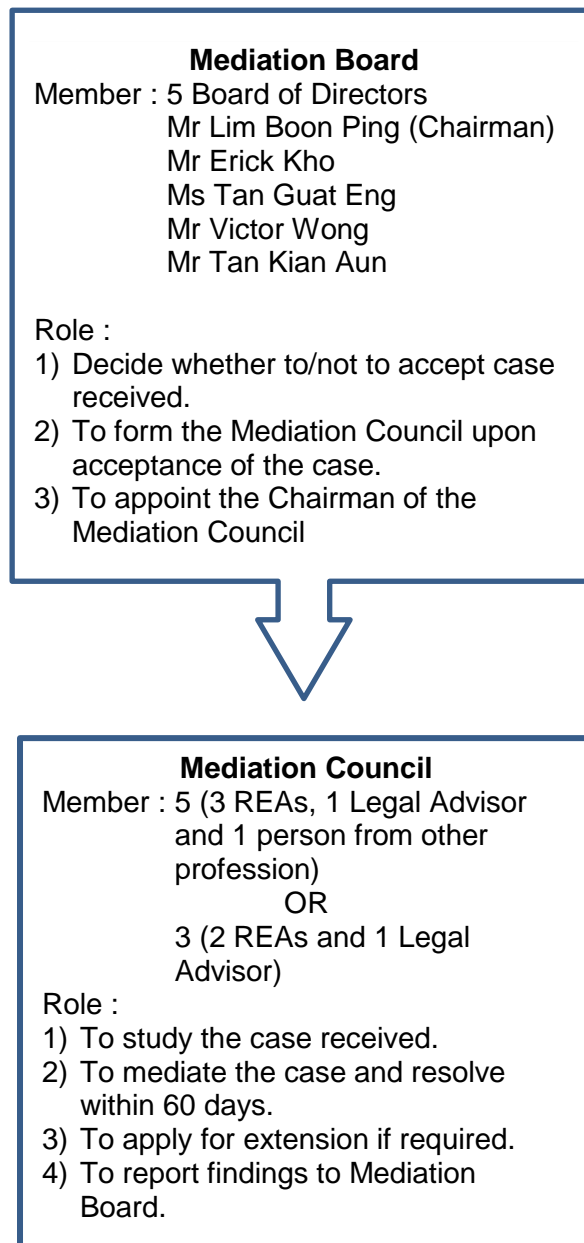 Mediation Board
Member : 5 Board of Directors
Mr Lim Boon Ping (Chairman)
Mr Erick Kho
Ms Tan Guat Eng
Mr Victor Wong
Mr Tan Kian Aun
Role :
1) Decide whether to/not to accept case
received.
2) To form the Mediation Council upon
acceptance of the case.
3) To appoint the Chairman of the
Mediation Council
Mediation Council
Member : 5 (3 REAs, 1 Legal Advisor
and 1 person from other
profession)
OR
3 (2 REAs and 1 Legal
Advisor)
Role :
1) To study the case received.
2) To mediate the case and resolve
within 60 days.
3) To apply for extension if required.
4) To report findings to Mediation
Board.